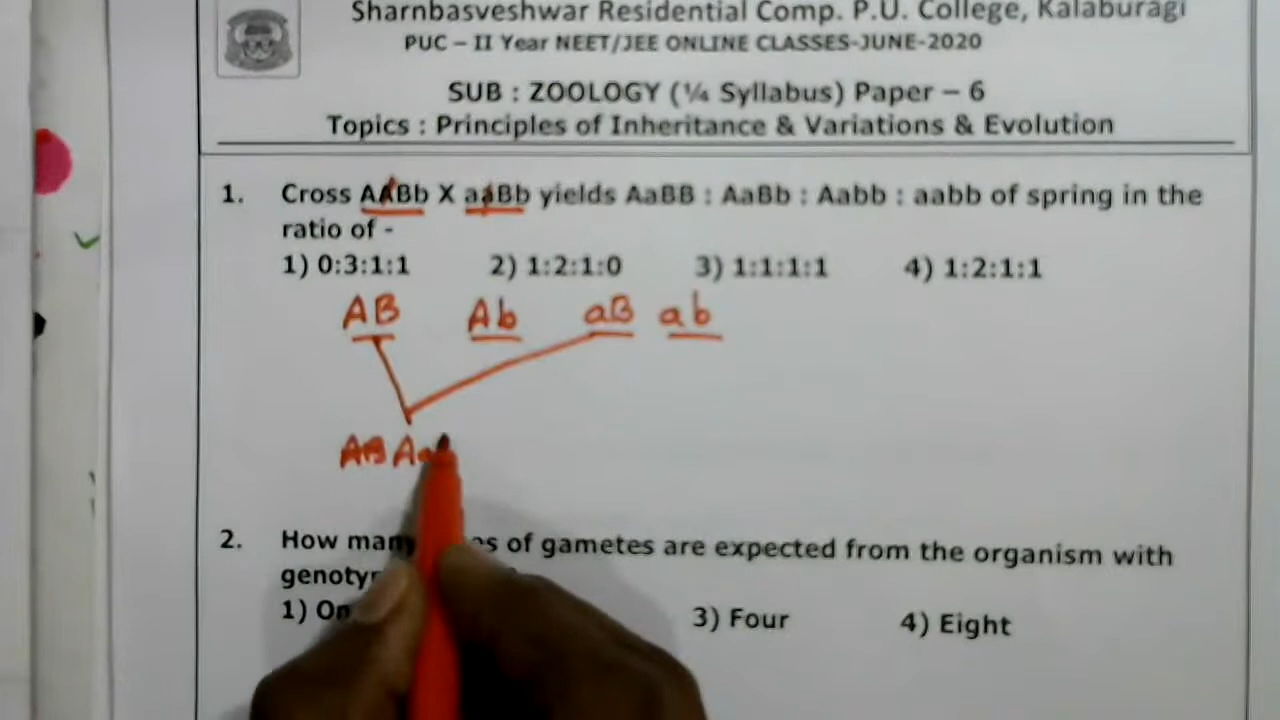 Sharnbasveshwar Residential Comp. P.U. College, Kalaburagi
PUC – II Year NEET/JEE ONLINE CLASSES-JUNE-2020
SUB : ZOOLOGY (¼ Syllabus) Paper – 6
Topics : Principles of Inheritance & Variations & Evolution
1. Cross AABb X aaBb yields AaBB : AaBb : Aabb : aabb of spring in the
ratio of -
1) 0:3:1:1 2) 1:2:1:0 3) 1:1:1:1 4) 1:2:1:1
AB Ab aB ab
2. How many of gametes are expected from the organism with
1) 3) Four 4) Eight